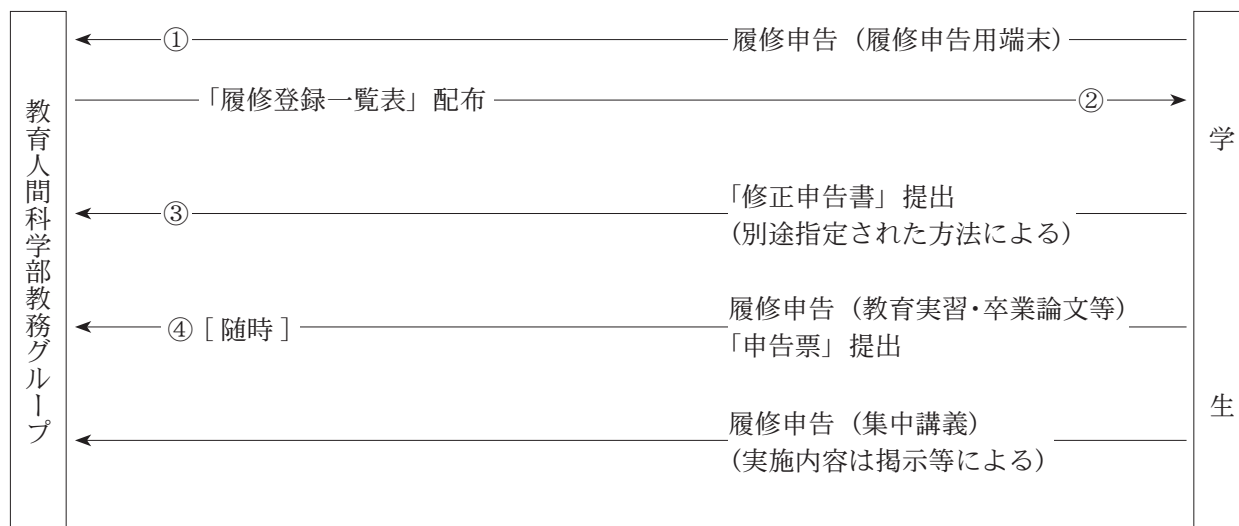 教育人間科学部教務グループ
① 履修申告（履修申告用端末）
「履修登録一覧表」配布 ②
③ 「修正申告書」提出
（別途指定された方法による）
④［随時］ 履修申告（教育実習・卒業論文等）
「申告票」提出
履修申告（集中講義）
（実施内容は掲示等による）
学生